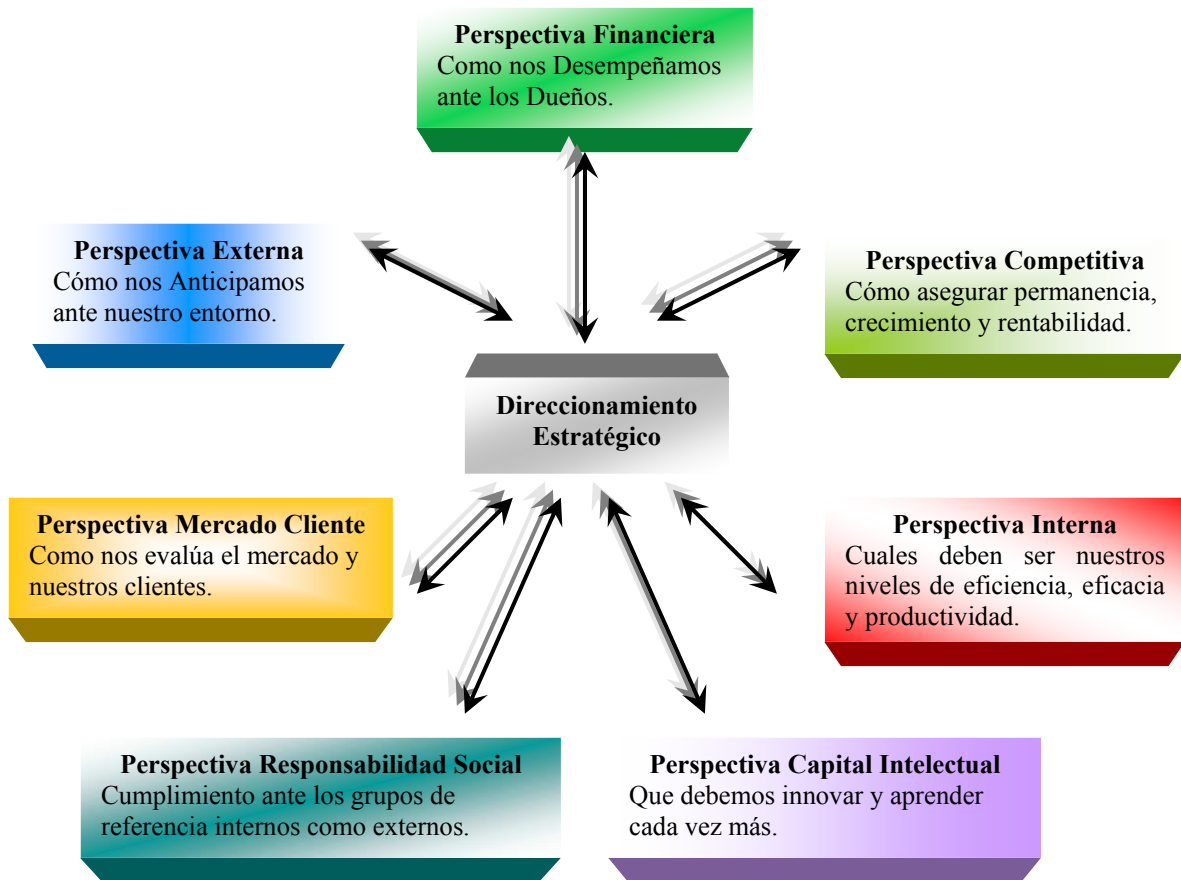 Perspectiva Financiera
Como nos Desempeñamos
ante los Dueños.
Perspectiva Externa
Cómo nos Anticipamos
ante nuestro entorno.
Perspectiva Competitiva
Cómo asegurar permanencia,
crecimiento y rentabilidad.
Direccionamiento
Estratégico
Perspectiva Mercado Cliente
Como nos evalúa el mercado y
nuestros clientes.
Perspectiva Interna
Cuales deben ser nuestros
niveles de eficiencia, eficacia
y productividad.
Perspectiva Responsabilidad Social
Cumplimiento ante los grupos de
referencia internos como externos.
Perspectiva Capital Intelectual
Que debemos innovar y aprender
cada vez más.